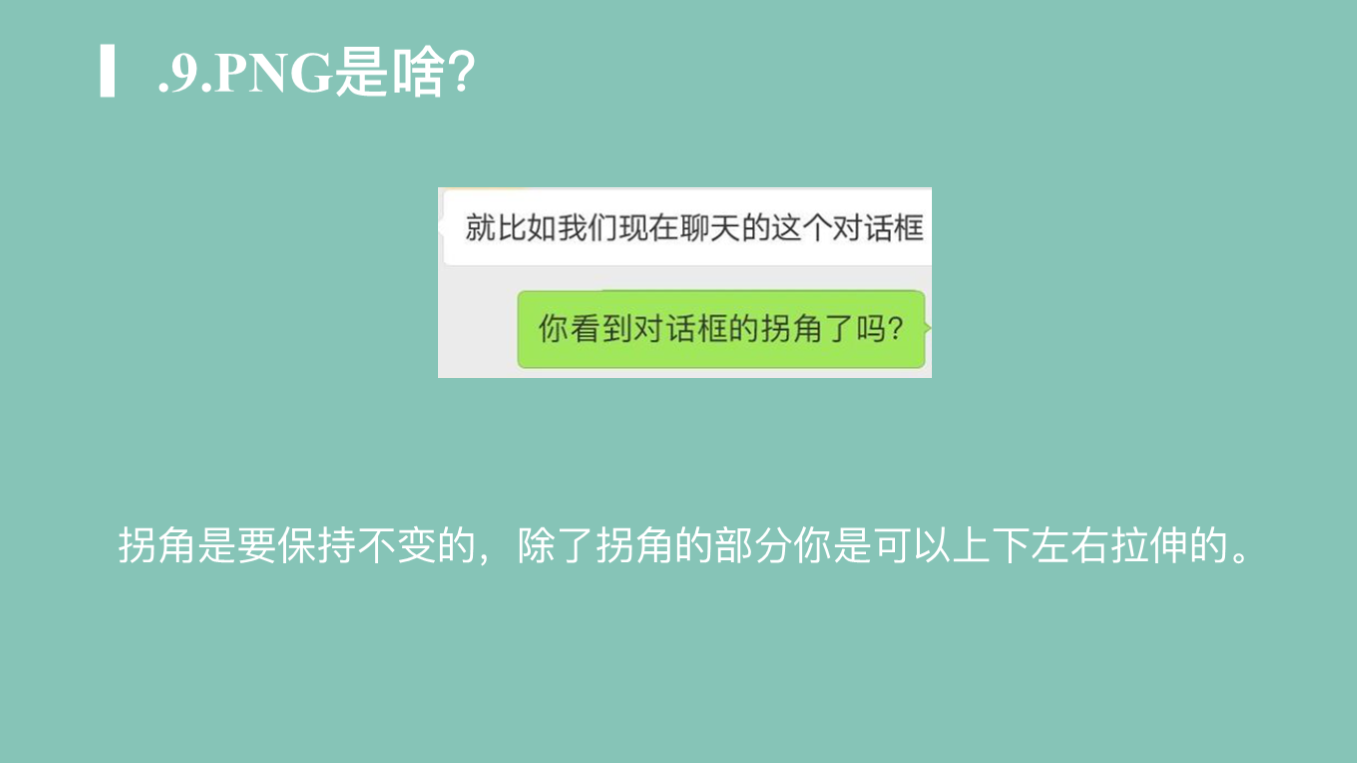 .9.PNG是啥？
就比如我们现在聊天的这个对话框
你看到对话框的拐角了吗？
拐角是要保持不变的，除了拐角的部分你是可以上下左右拉伸的。